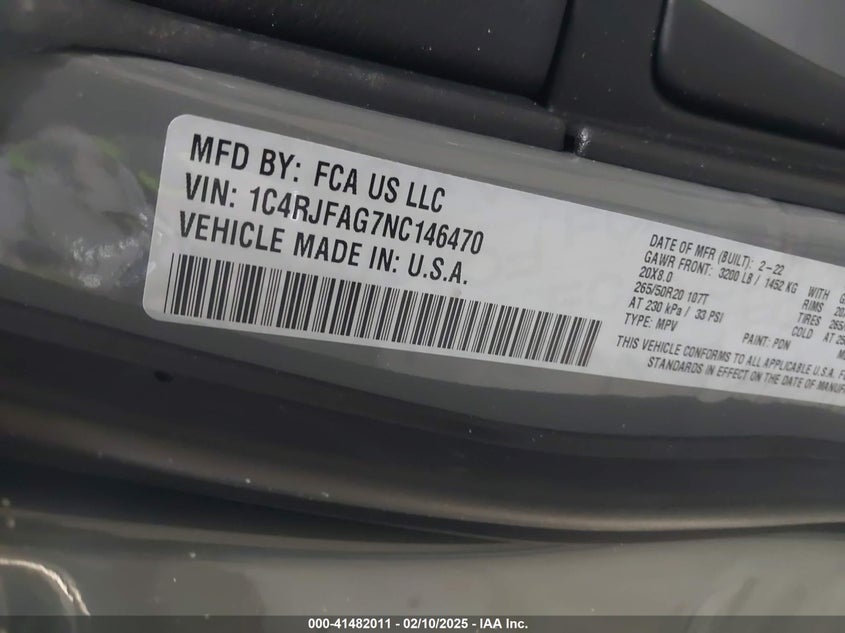 MFD BY: FCA US LLC
VIN: 1C4RJFAG7NC146470
VEHICLE MADE IN: U.S.A.
DATE OF MFR (BUILT): 2-22
GAWR FRONT: 3200 LB / 1452 KG WITH
20X8.0 RIMS
265/50R20 107T TIRES
AT 230 kPa / 33 PSI COLD AT
TYPE: MPV PAINT: PDN
THIS VEHICLE CONFORMS TO ALL APPLICABLE U.S.A.
STANDARDS IN EFFECT ON THE DATE OF
000-41482011 - 02/10/2025 - IAA Inc.